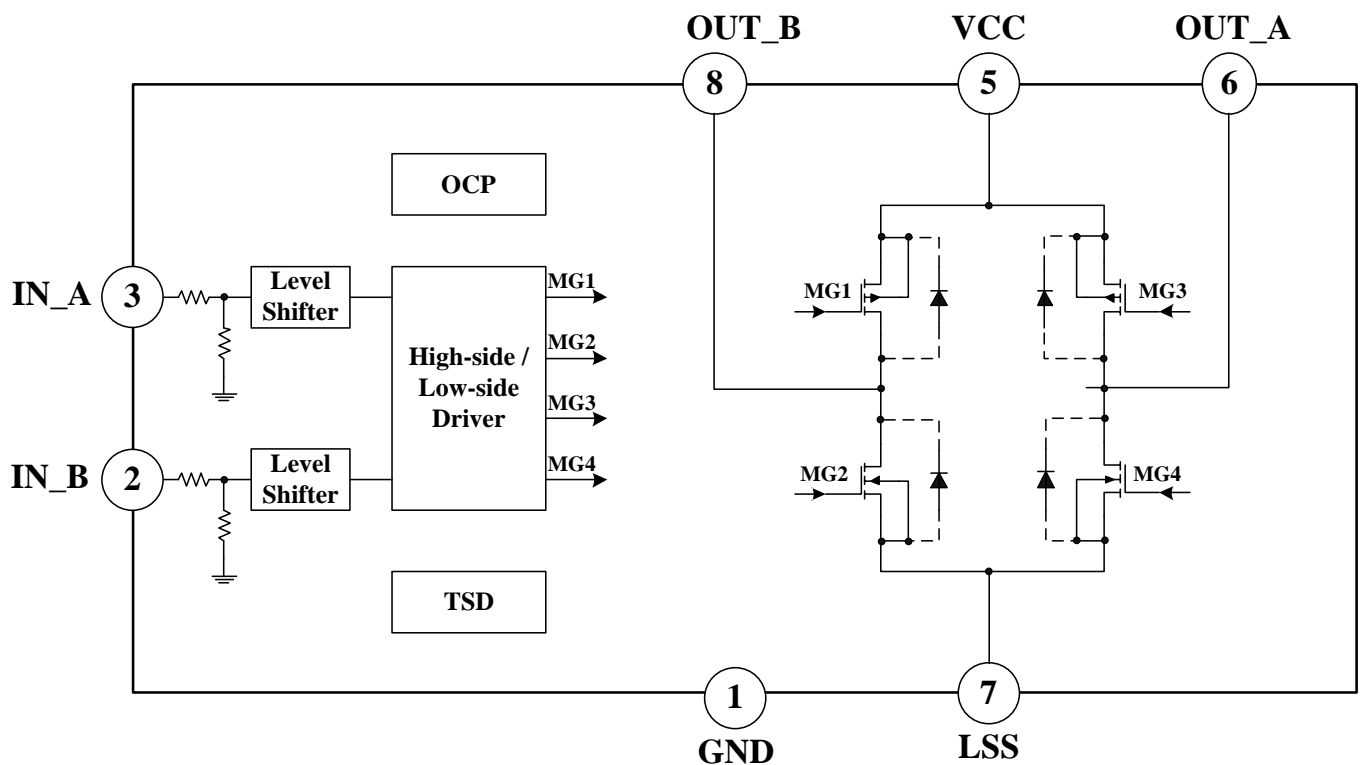 OUT_B
VCC
OUT_A
8
5
6
OCP
IN_A
3
Level
Shifter
High-side /
Low-side
Driver
MG1
MG2
MG3
MG4
IN_B
2
Level
Shifter
TSD
MG1
MG3
MG2
MG4
1
GND
7
LSS